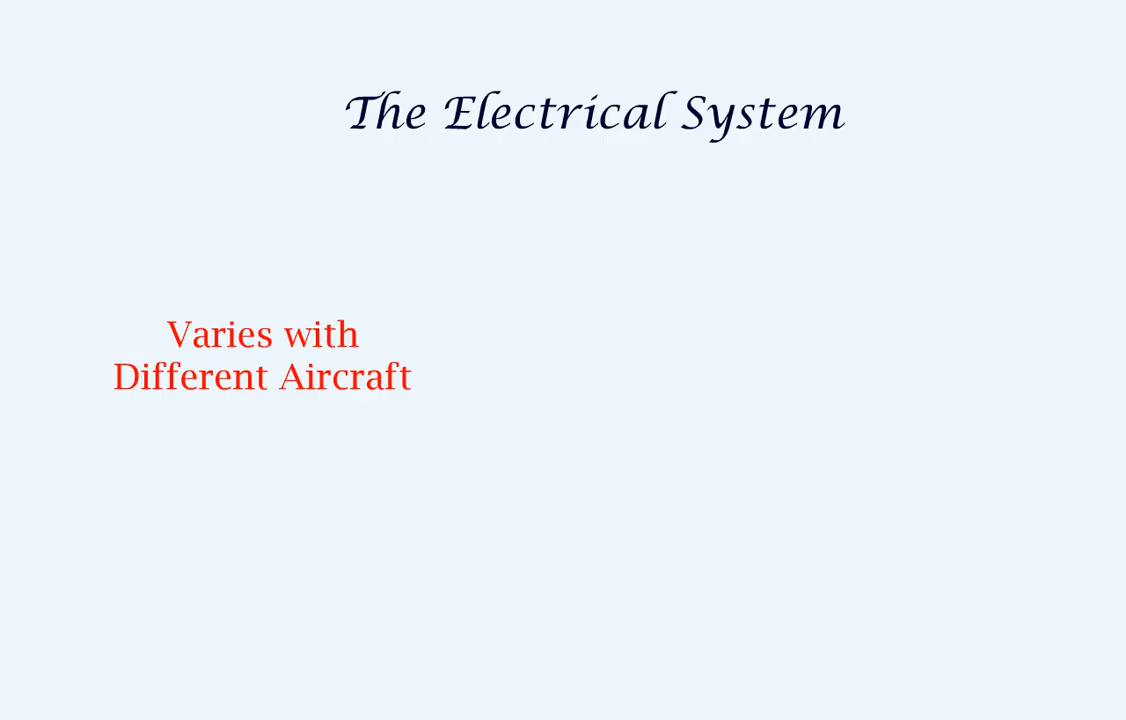 The Electrical System
Varies with
Different Aircraft